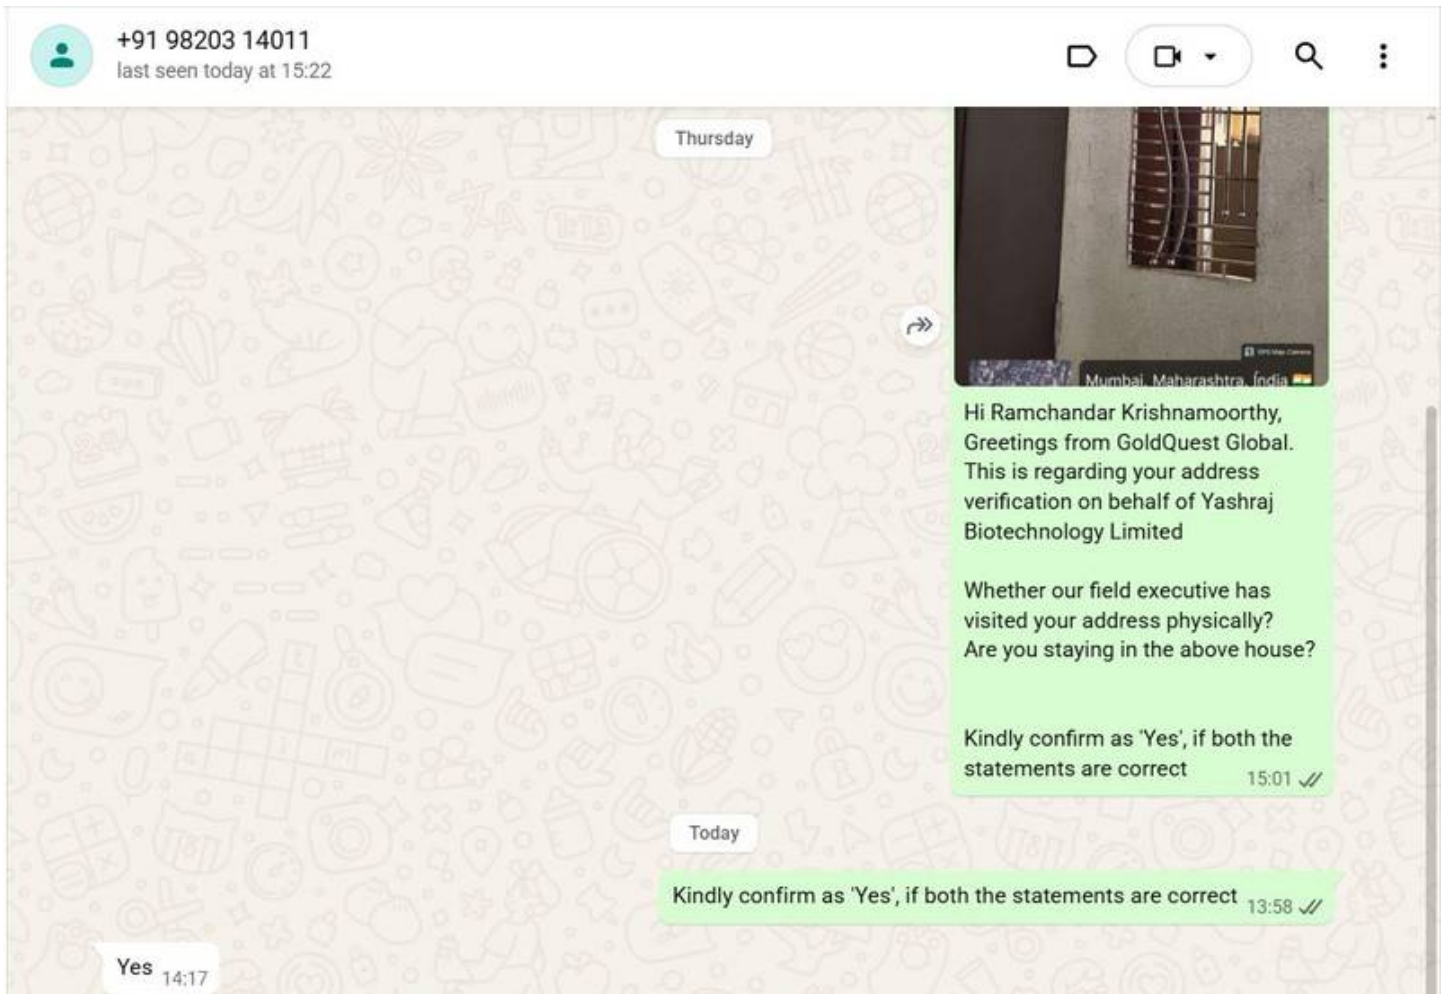 +91 98203 14011
last seen today at 15:22
Thursday
GPS Map Camera
Mumbai, Maharashtra, India
Hi Ramchandar Krishnamoorthy,
Greetings from GoldQuest Global.
This is regarding your address
verification on behalf of Yashraj
Biotechnology Limited
Whether our field executive has
visited your address physically?
Are you staying in the above house?
Kindly confirm as 'Yes', if both the
statements are correct
15:01
Today
Kindly confirm as 'Yes', if both the statements are correct 13:58
Yes 14:17